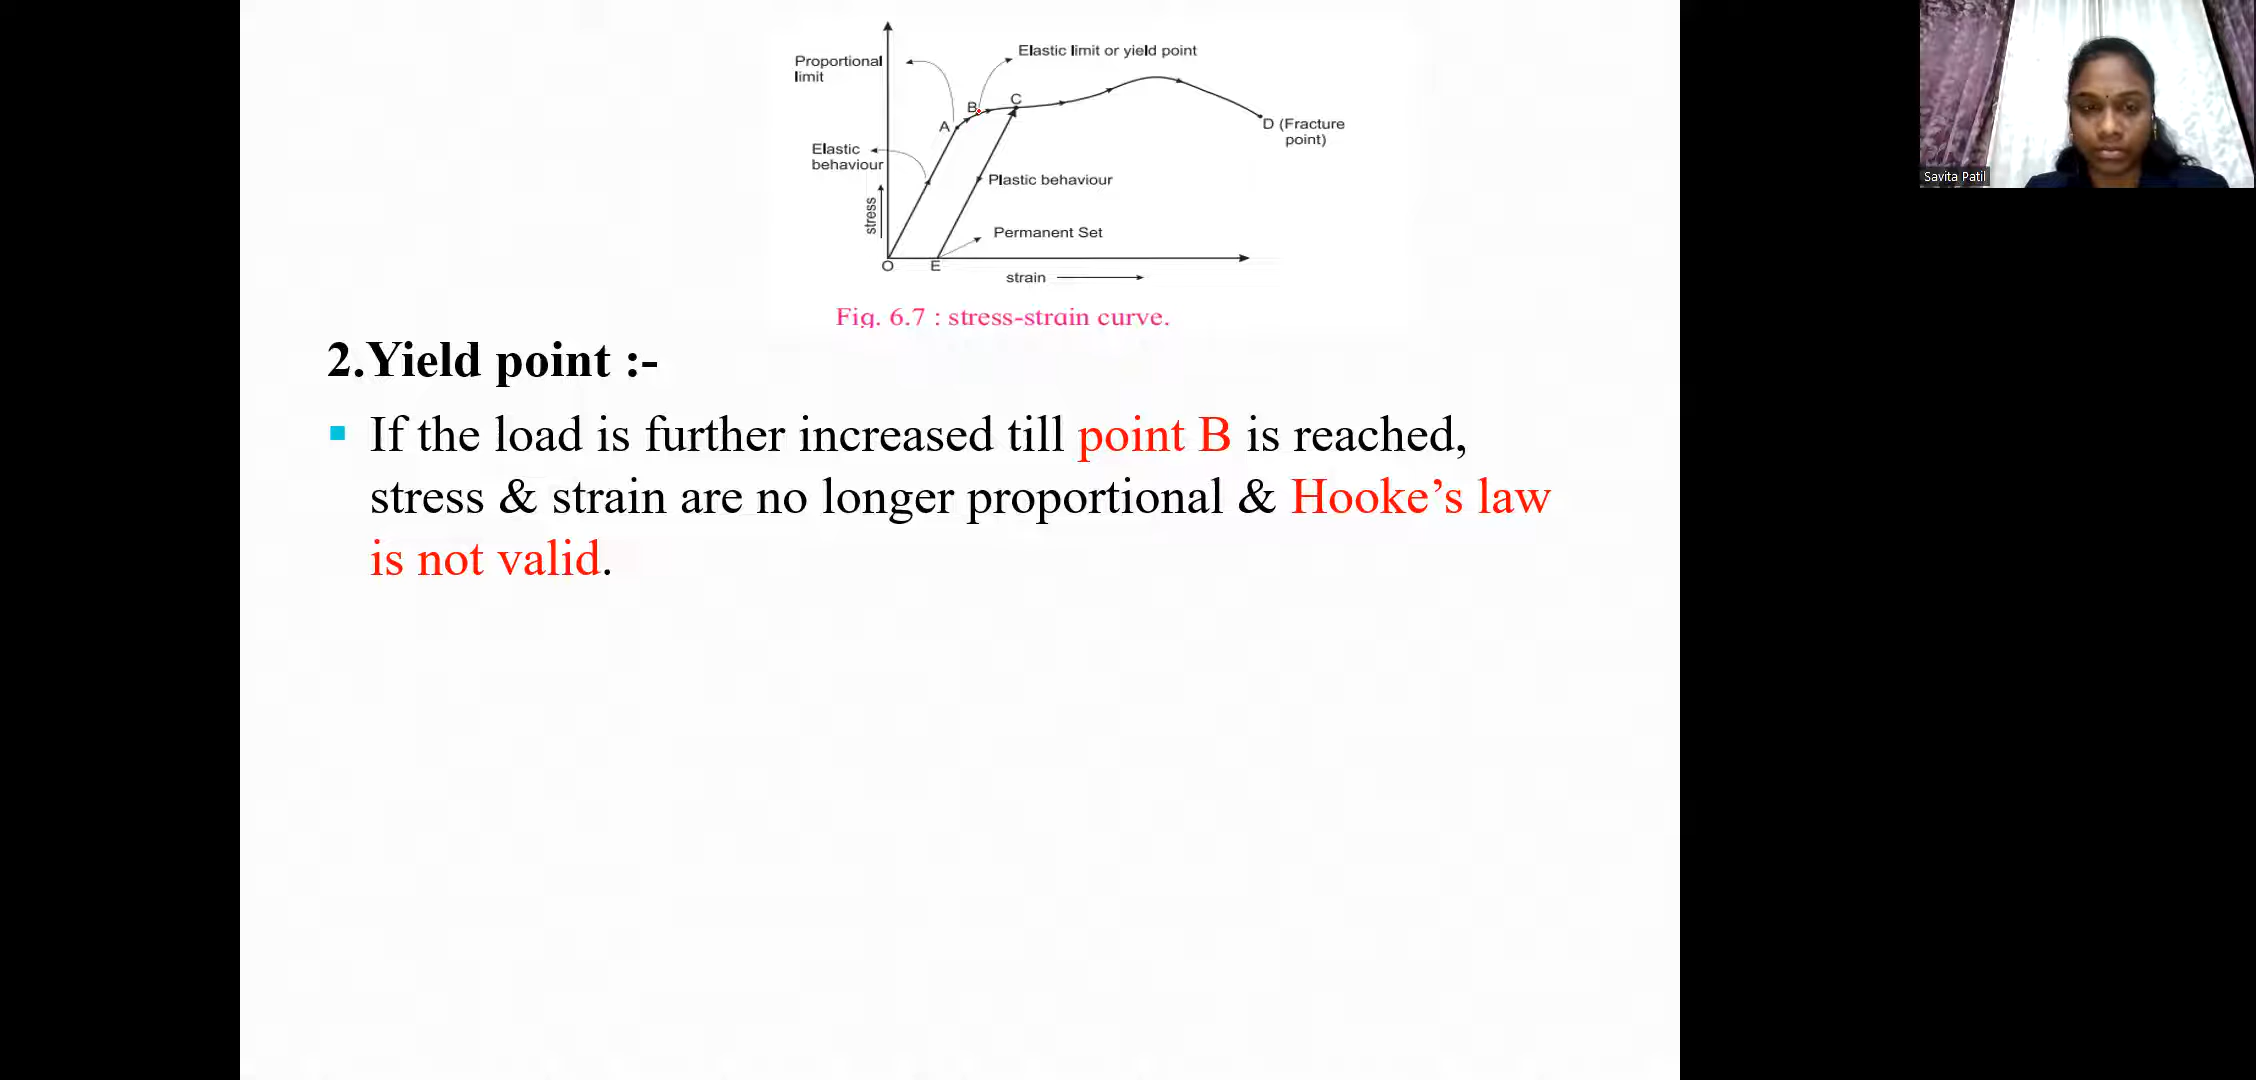 Proportional
limit
Elastic limit or yield point
A
B
C
D (Fracture
point)
Elastic
behaviour
Plastic behaviour
stress
Permanent Set
O
E
strain
Fig. 6.7 : stress-strain curve.
2.Yield point :-
▪ If the load is further increased till point B is reached,
stress & strain are no longer proportional & Hooke’s law
is not valid.
Savita Patil